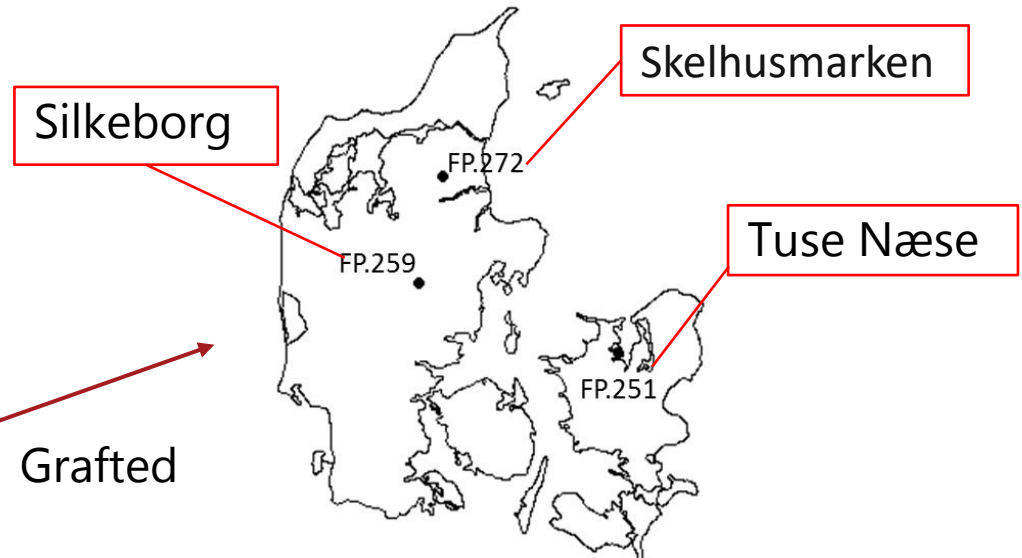 Skelhusmarken
Silkeborg
FP.272
Tuse Næse
FP.259
FP.251
Grafted